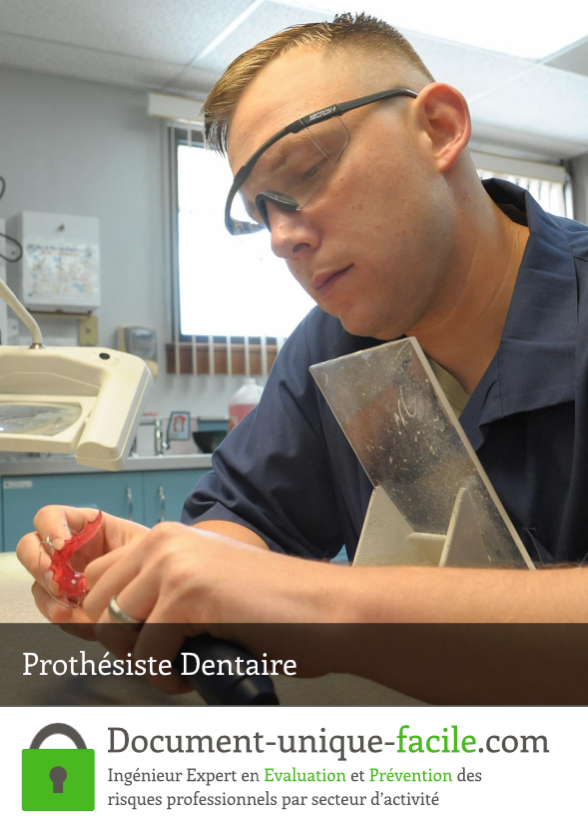 Prothésiste Dentaire
Document-unique-facile.com
Ingénieur Expert en Evaluation et Prévention des
risques professionnels par secteur d'activité